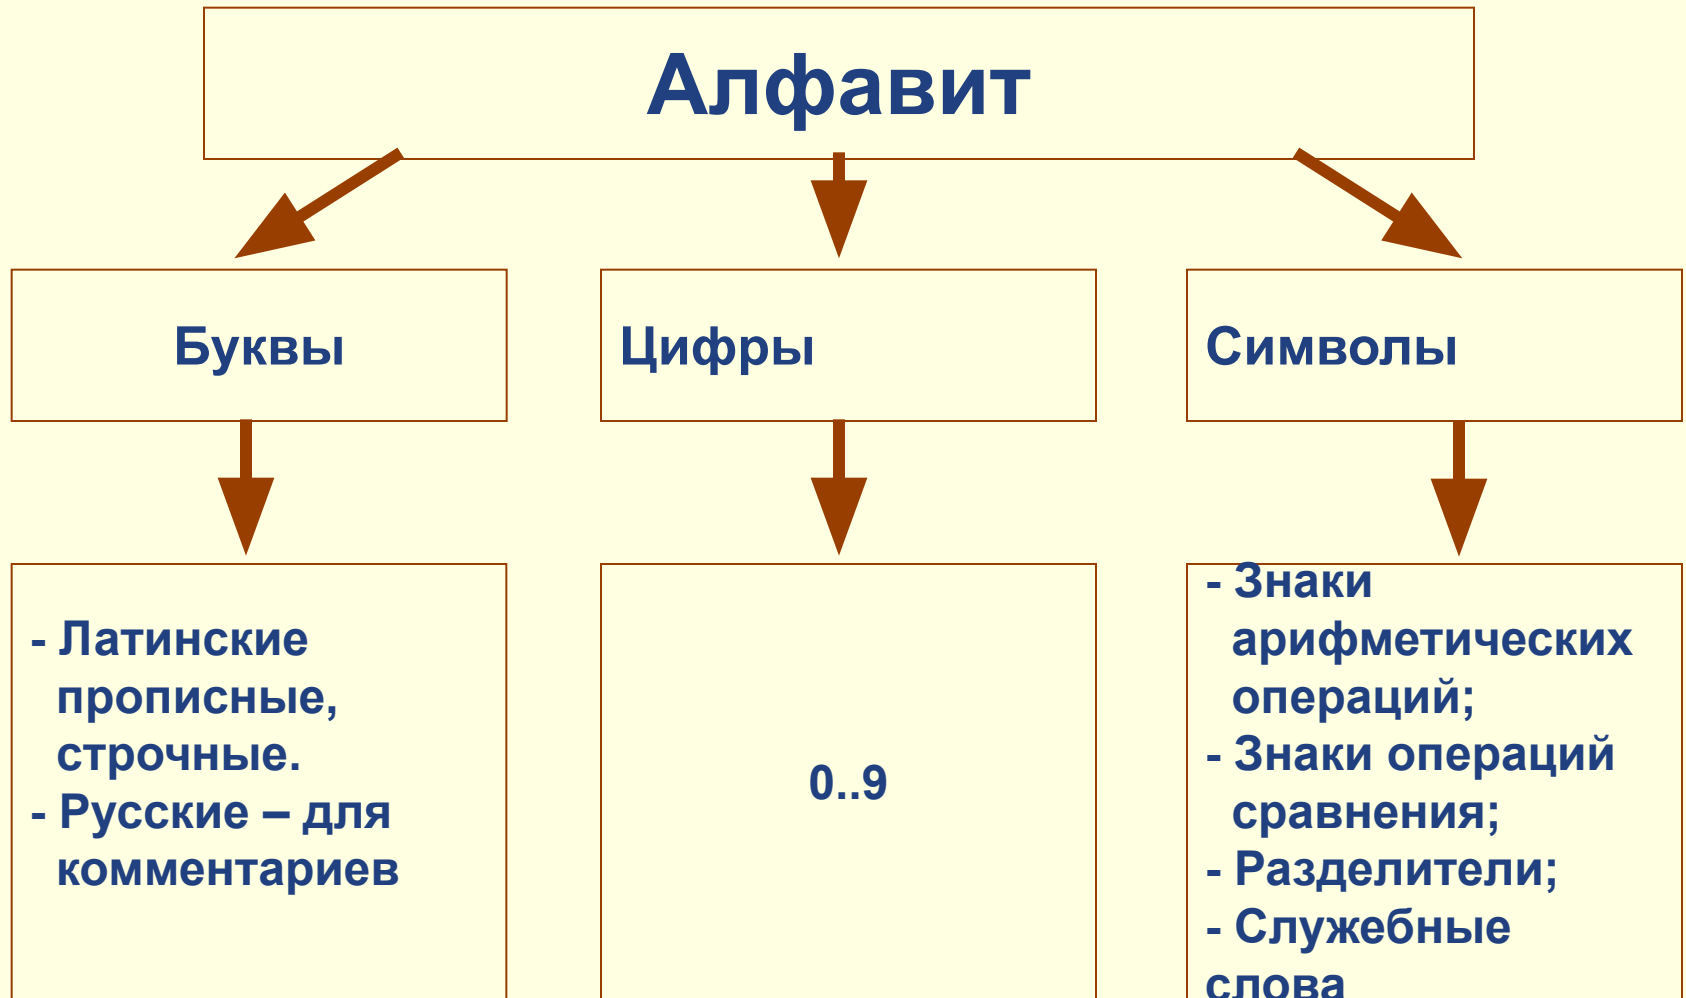 Алфавит
Буквы
Цифры
Символы
- Латинские
прописные,
строчные.
- Русские – для
комментариев
0..9
- Знаки
арифметических
операций;
- Знаки операций
сравнения;
- Разделители;
- Служебные
слова